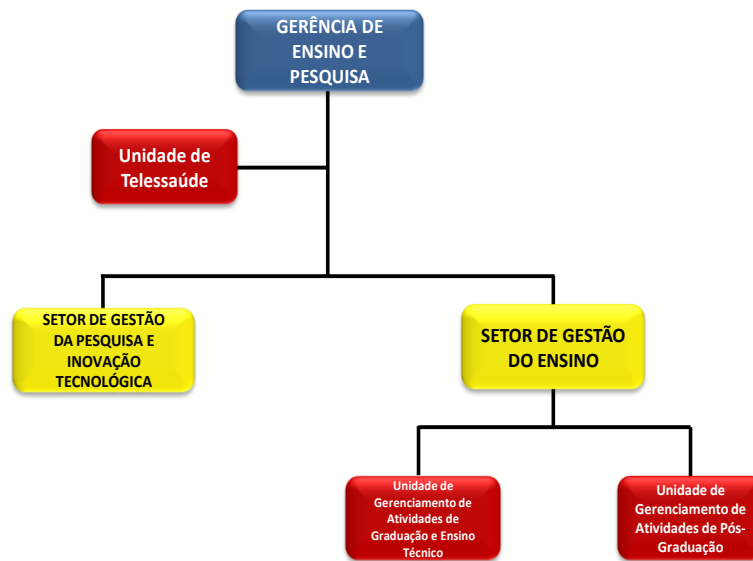 GERÊNCIA DE
ENSINO E
PESQUISA
Unidade de
Telessaúde
SETOR DE GESTÃO
DA PESQUISA E
INOVAÇÃO
TECNOLÓGICA
SETOR DE GESTÃO
DO ENSINO
Unidade de
Gerenciamento de
Atividades de
Graduação e Ensino
Técnico
Unidade de
Gerenciamento de
Atividades de Pós-
Graduação